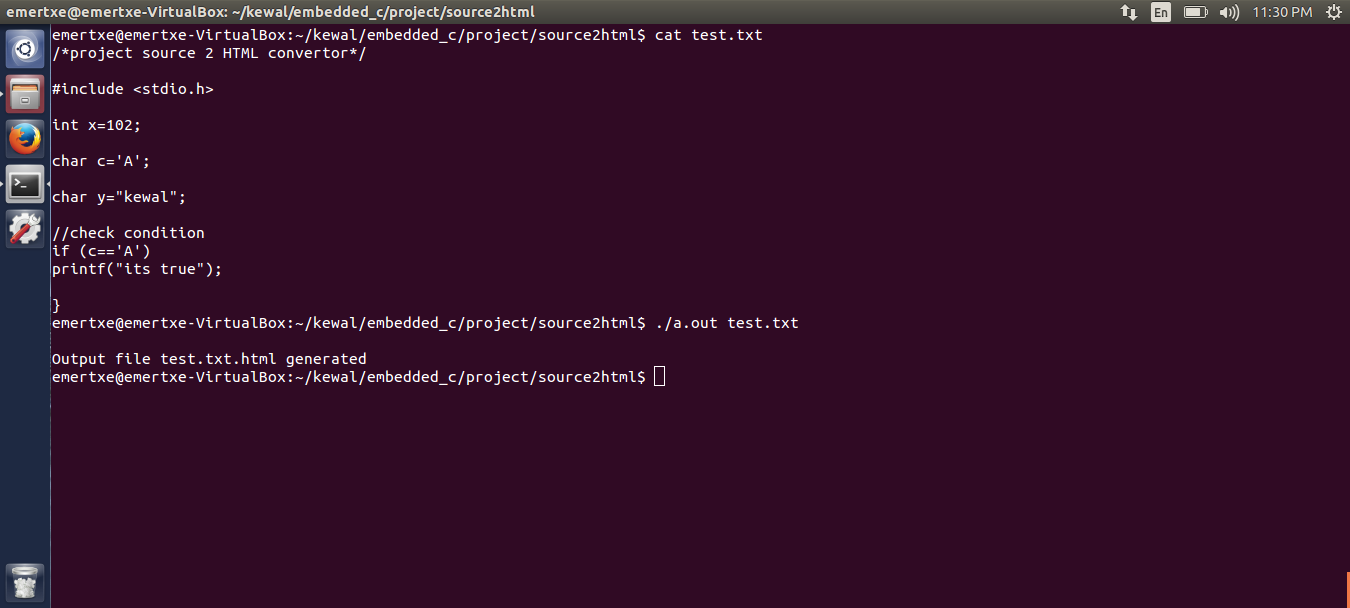 emertxe@emertxe-VirtualBox: ~/kewal/embedded_c/project/source2html
En
11:30 PM
emertxe@emertxe-VirtualBox:~/kewal/embedded_c/project/source2html$ cat test.txt
/*project source 2 HTML convertor*/
#include <stdio.h>
int x=102;
char c='A';
char y="kewal";
//check condition
if (c=='A')
printf("its true");
}
emertxe@emertxe-VirtualBox:~/kewal/embedded_c/project/source2html$ ./a.out test.txt
Output file test.txt.html generated
emertxe@emertxe-VirtualBox:~/kewal/embedded_c/project/source2html$